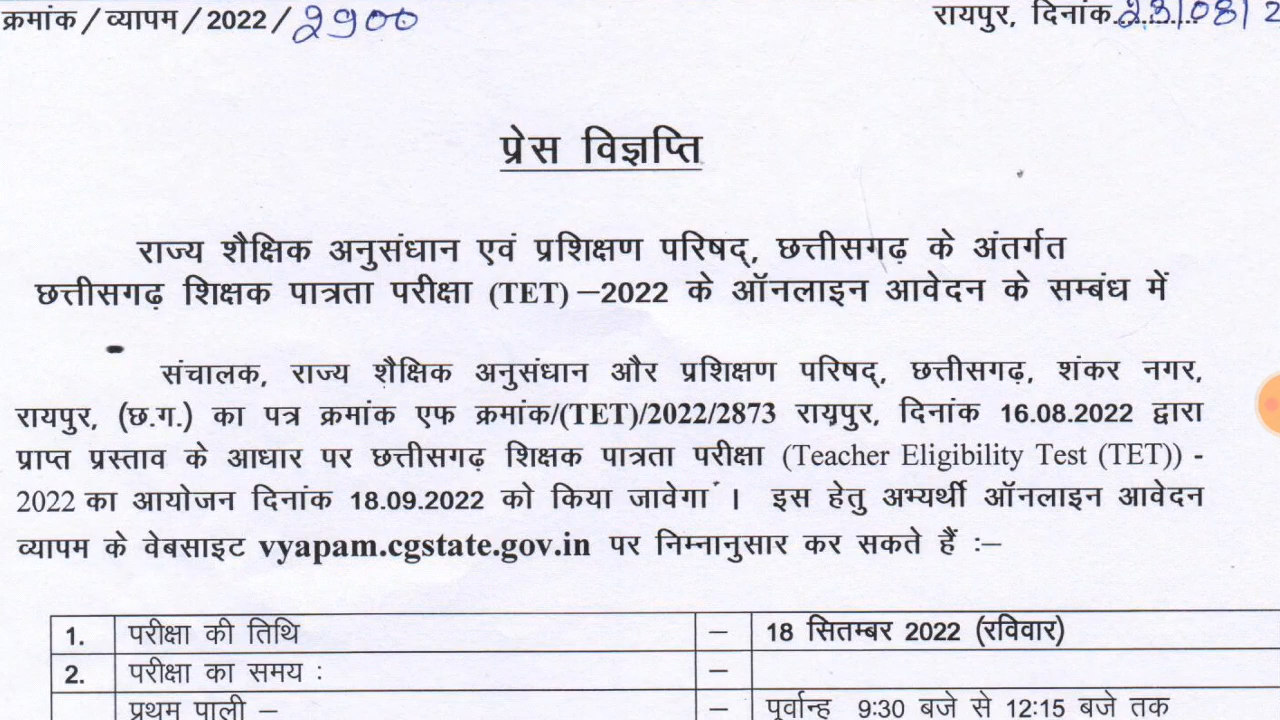 क्रमांक / व्यापम / 2022 / 2900 रायपुर, दिनांक 23/08/2
प्रेस विज्ञप्ति
राज्य शैक्षिक अनुसंधान एवं प्रशिक्षण परिषद्, छत्तीसगढ़ के अंतर्गत
छत्तीसगढ़ शिक्षक पात्रता परीक्षा (TET) –2022 के ऑनलाइन आवेदन के सम्बंध में
संचालक, राज्य शैक्षिक अनुसंधान और प्रशिक्षण परिषद्, छत्तीसगढ़, शंकर नगर,
रायपुर, (छ.ग.) का पत्र क्रमांक एफ क्रमांक/(TET)/2022/2873 रायपुर, दिनांक 16.08.2022 द्वारा
प्राप्त प्रस्ताव के आधार पर छत्तीसगढ़ शिक्षक पात्रता परीक्षा (Teacher Eligibility Test (TET)) -
2022 का आयोजन दिनांक 18.09.2022 को किया जावेगा । इस हेतु अभ्यर्थी ऑनलाइन आवेदन
व्यापम के वेबसाइट vyapam.cgstate.gov.in पर निम्नानुसार कर सकते हैं :–
1. परीक्षा की तिथि – 18 सितम्बर 2022 (रविवार)
2. परीक्षा का समय : –
प्रथम पाली – – पूर्वान्ह 9:30 बजे से 12:15 बजे तक